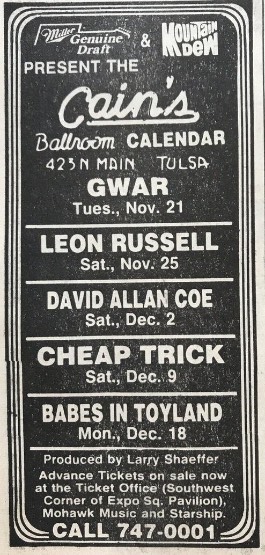 Miller Genuine Draft & Mountain Dew
PRESENT THE
Cain's
Ballroom CALENDAR
423 N MAIN TULSA
GWAR
Tues., Nov. 21
LEON RUSSELL
Sat., Nov. 25
DAVID ALLAN COE
Sat., Dec. 2
CHEAP TRICK
Sat., Dec. 9
BABES IN TOYLAND
Mon., Dec. 18
Produced by Larry Shaeffer
Advance Tickets on sale now
at the Ticket Office (Southwest
Corner of Expo Sq. Pavilion),
Mohawk Music and Starship.
CALL 747-0001